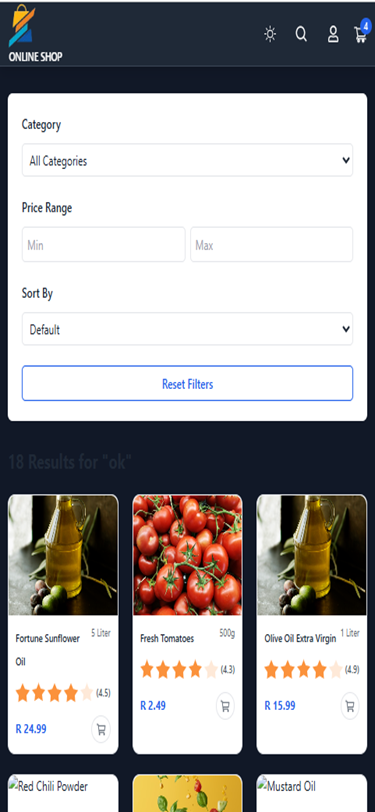 4
ONLINE SHOP
Category
All Categories
Price Range
Min Max
Sort By
Default
Reset Filters
18 Results for "ok"
Fortune Sunflower Oil 5 Liter
(4.5)
R 24.99
Fresh Tomatoes 500g
(4.3)
R 2.49
Olive Oil Extra Virgin 1 Liter
(4.9)
R 15.99
Red Chili Powder
Mustard Oil